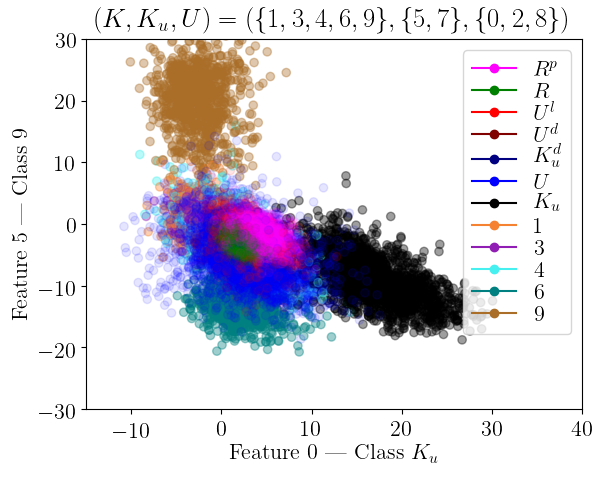 (K, K_u, U) = ({1, 3, 4, 6, 9}, {5, 7}, {0, 2, 8})
30
20
10
0
−10
−20
−30
Feature 5 — Class 9
−10
0
10
20
30
40
Feature 0 — Class K_u
R^p
R
U^l
U^d
K_u^d
U
K_u
1
3
4
6
9